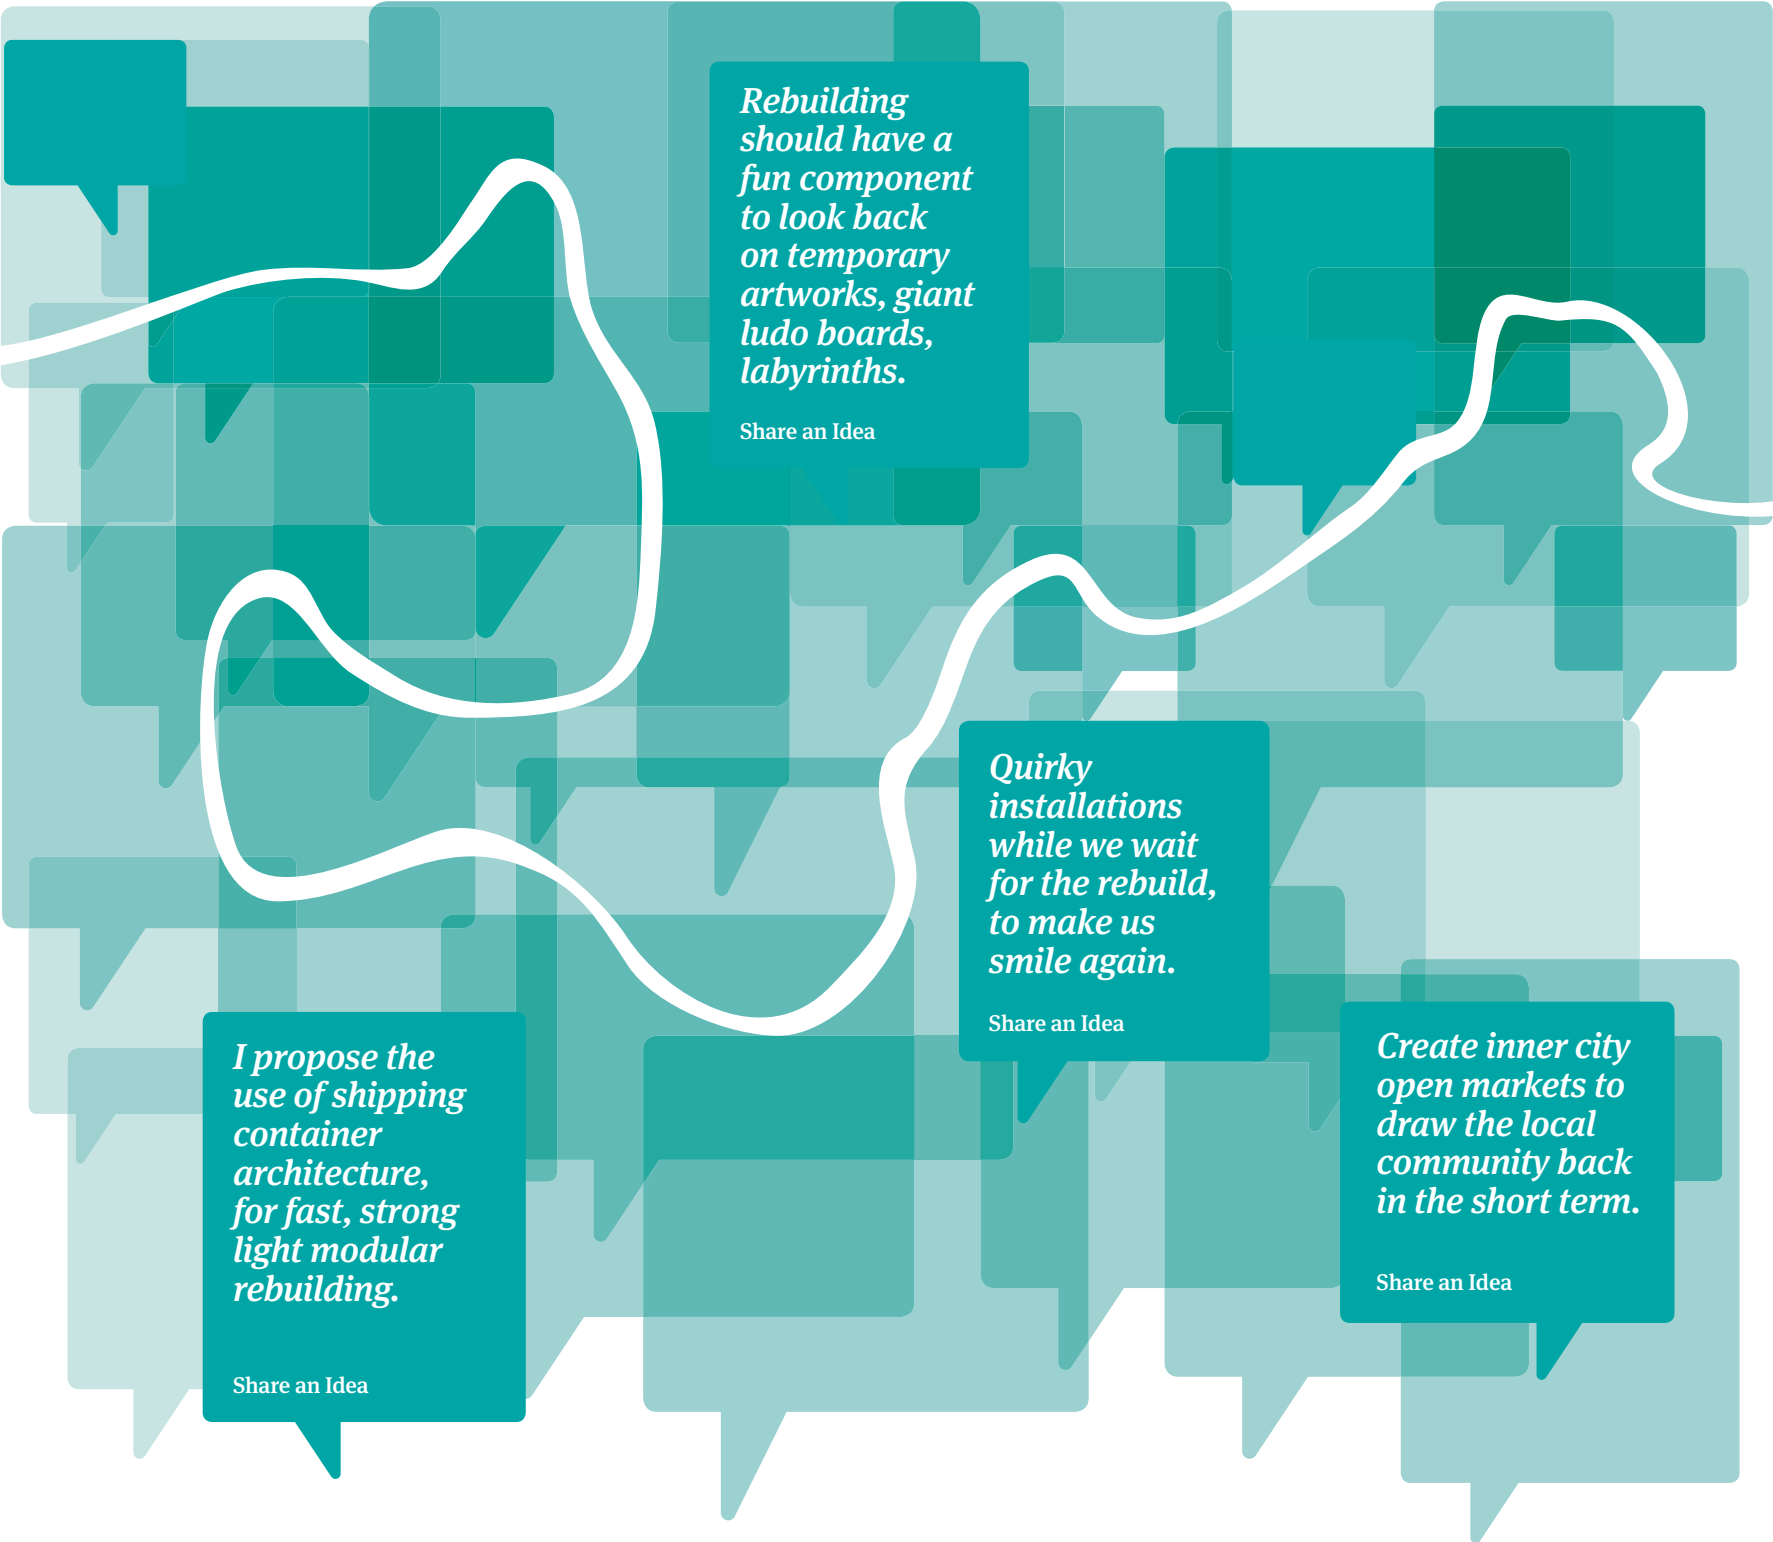 Rebuilding
should have a
fun component
to look back
on temporary
artworks, giant
ludo boards,
labyrinths.
Share an Idea
Quirky
installations
while we wait
for the rebuild,
to make us
smile again.
Share an Idea
I propose the
use of shipping
container
architecture,
for fast, strong
light modular
rebuilding.
Share an Idea
Create inner city
open markets to
draw the local
community back
in the short term.
Share an Idea